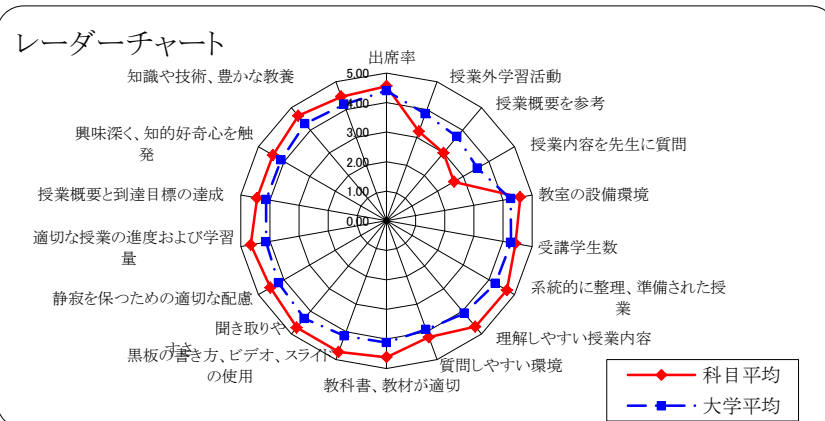 レーダーチャート
出席率
授業外学習活動
授業概要を参考
授業内容を先生に質問
教室の設備環境
受講学生数
系統的に整理、準備された授
業
理解しやすい授業内容
質問しやすい環境
教科書、教材が適切
黒板の書き方、ビデオ、スライド
の使用
聞き取りや
すさ
静寂を保つための適切な配慮
適切な授業の進度および学習
量
授業概要と到達目標の達成
興味深く、知的好奇心を触
発
知識や技術、豊かな教養
5.00
4.00
3.00
2.00
1.00
0.00
科目平均
大学平均